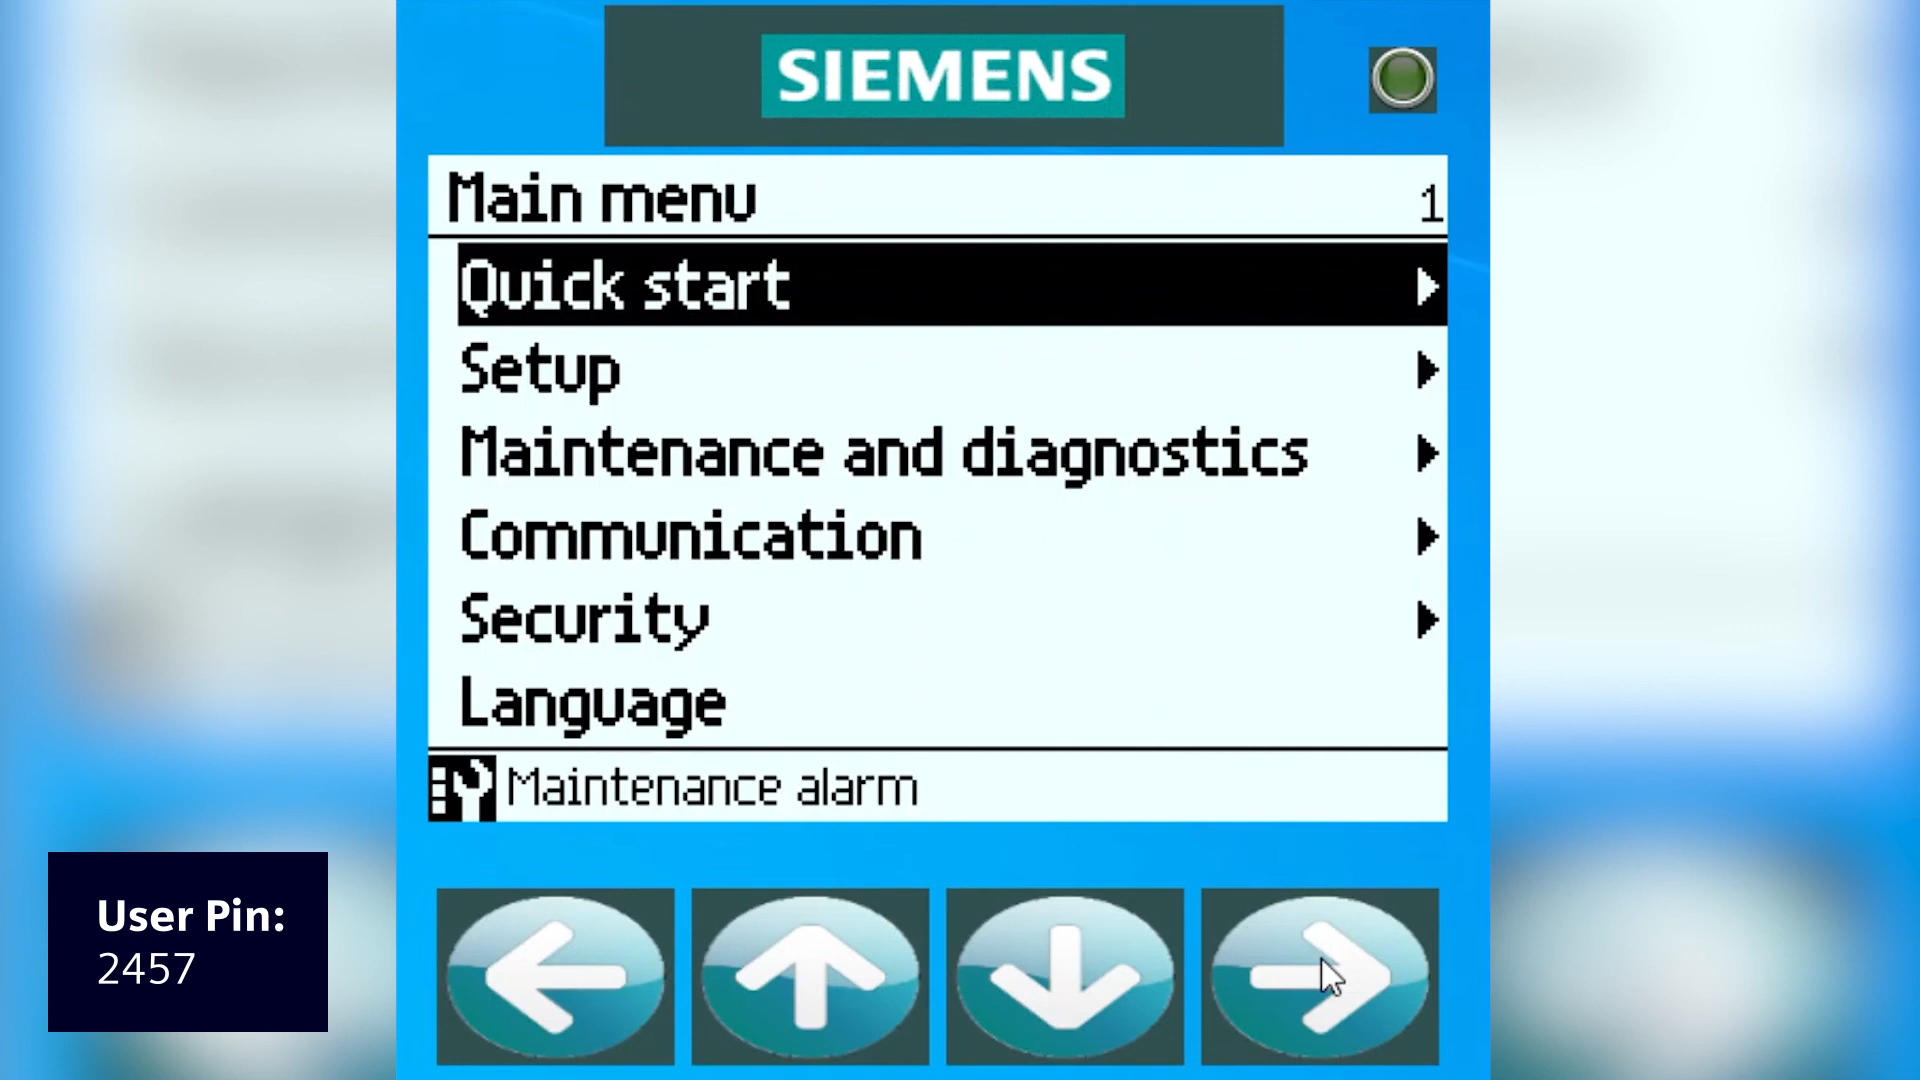 SIEMENS
Main menu 1
Quick start
Setup
Maintenance and diagnostics
Communication
Security
Language
Maintenance alarm
User Pin:
2457